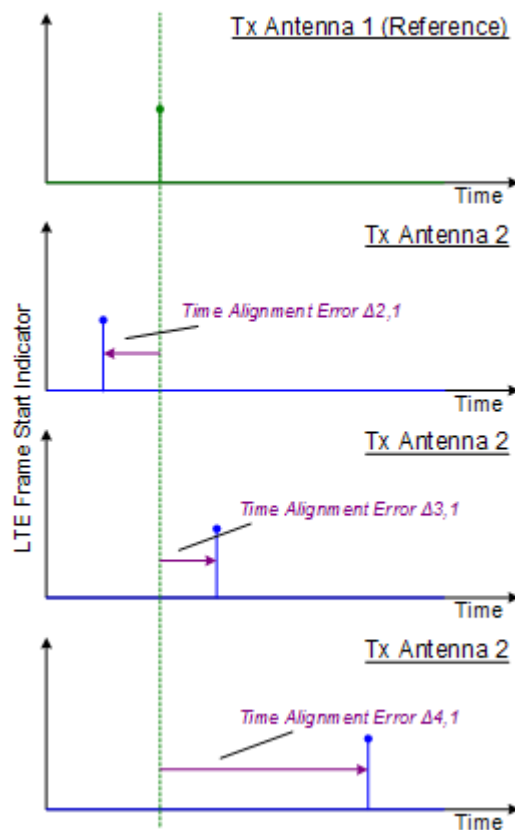 Tx Antenna 1 (Reference)
Time
Tx Antenna 2
Time Alignment Error Δ2,1
Time
LTE Frame Start Indicator
Tx Antenna 2
Time Alignment Error Δ3,1
Time
Tx Antenna 2
Time Alignment Error Δ4,1
Time